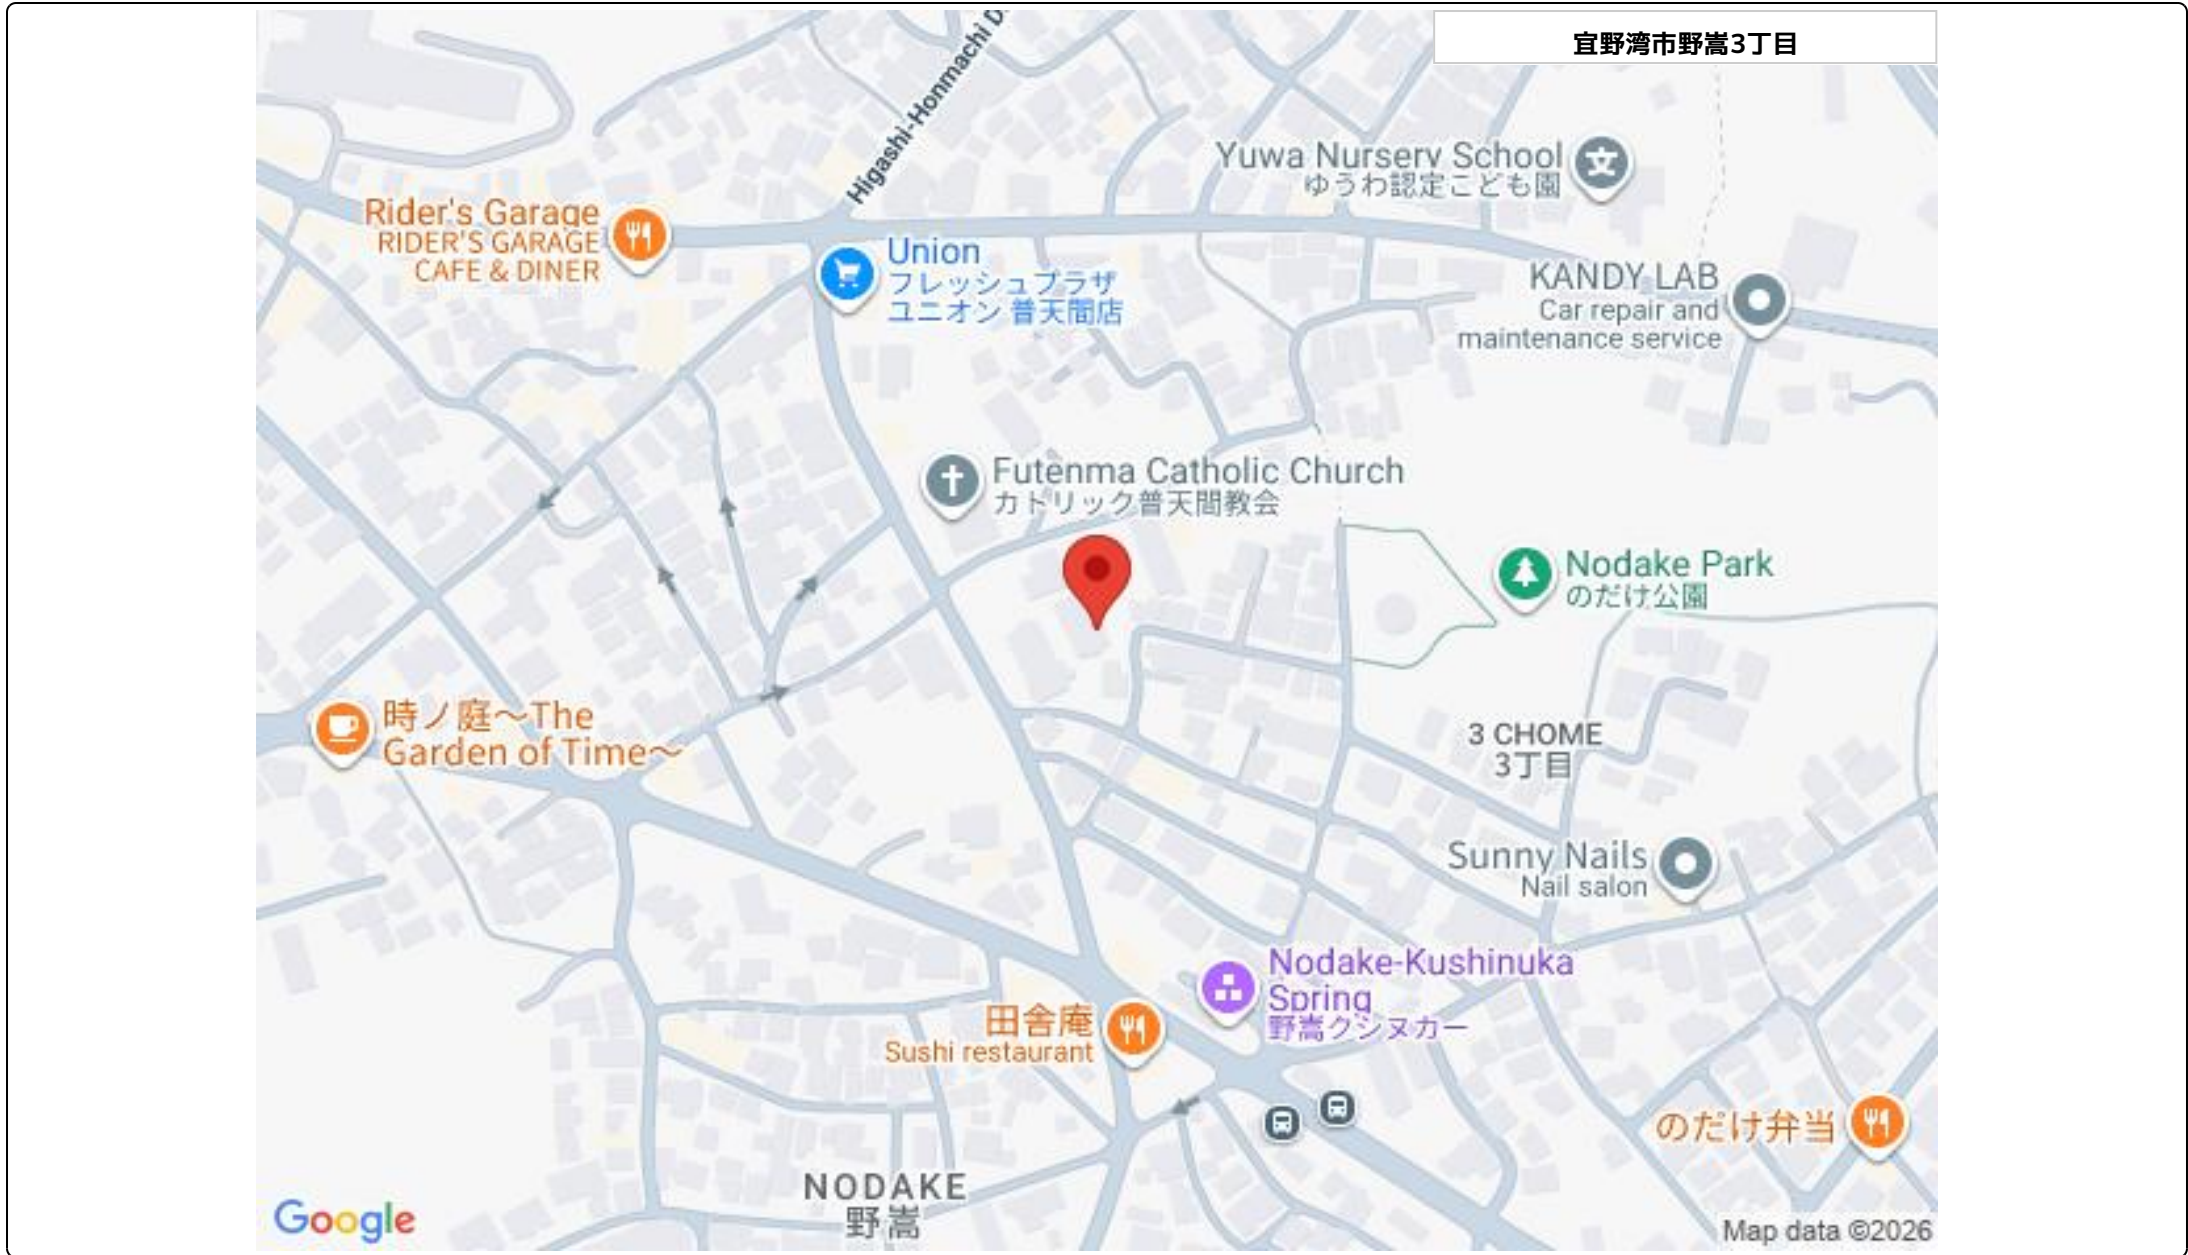 宜野湾市野嵩3丁目
Higashi-Honmachi D
Yuwa Nursery School
ゆうわ認定こども園
Rider's Garage
RIDER'S GARAGE
CAFE & DINER
Union
フレッシュプラザ
ユニオン 普天間店
KANDY LAB
Car repair and
maintenance service
Futenma Catholic Church
カトリック普天間教会
Nodake Park
のだけ公園
時ノ庭～The
Garden of Time～
3 CHOME
3丁目
Sunny Nails
Nail salon
Nodake-Kushinuka
Spring
野嵩クシヌカー
田舎庵
Sushi restaurant
のだけ弁当
NODAKE
野嵩
Google
Map data ©2026